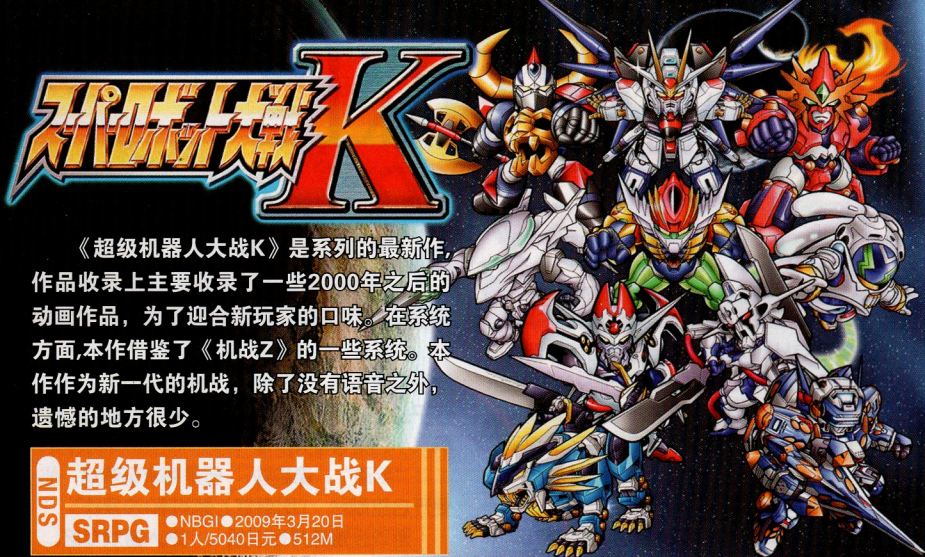 スーパーロボット大戦K
《超级机器人大战K》是系列的最新作,
作品收录上主要收录了一些2000年之后的
动画作品，为了迎合新玩家的口味。在系统
方面,本作借鉴了《机战Z》的一些系统。本
作作为新一代的机战，除了没有语音之外，
遗憾的地方很少。
NDS
超级机器人大战K
SRPG
●NBGI●2009年3月20日
●1人/5040日元●512M